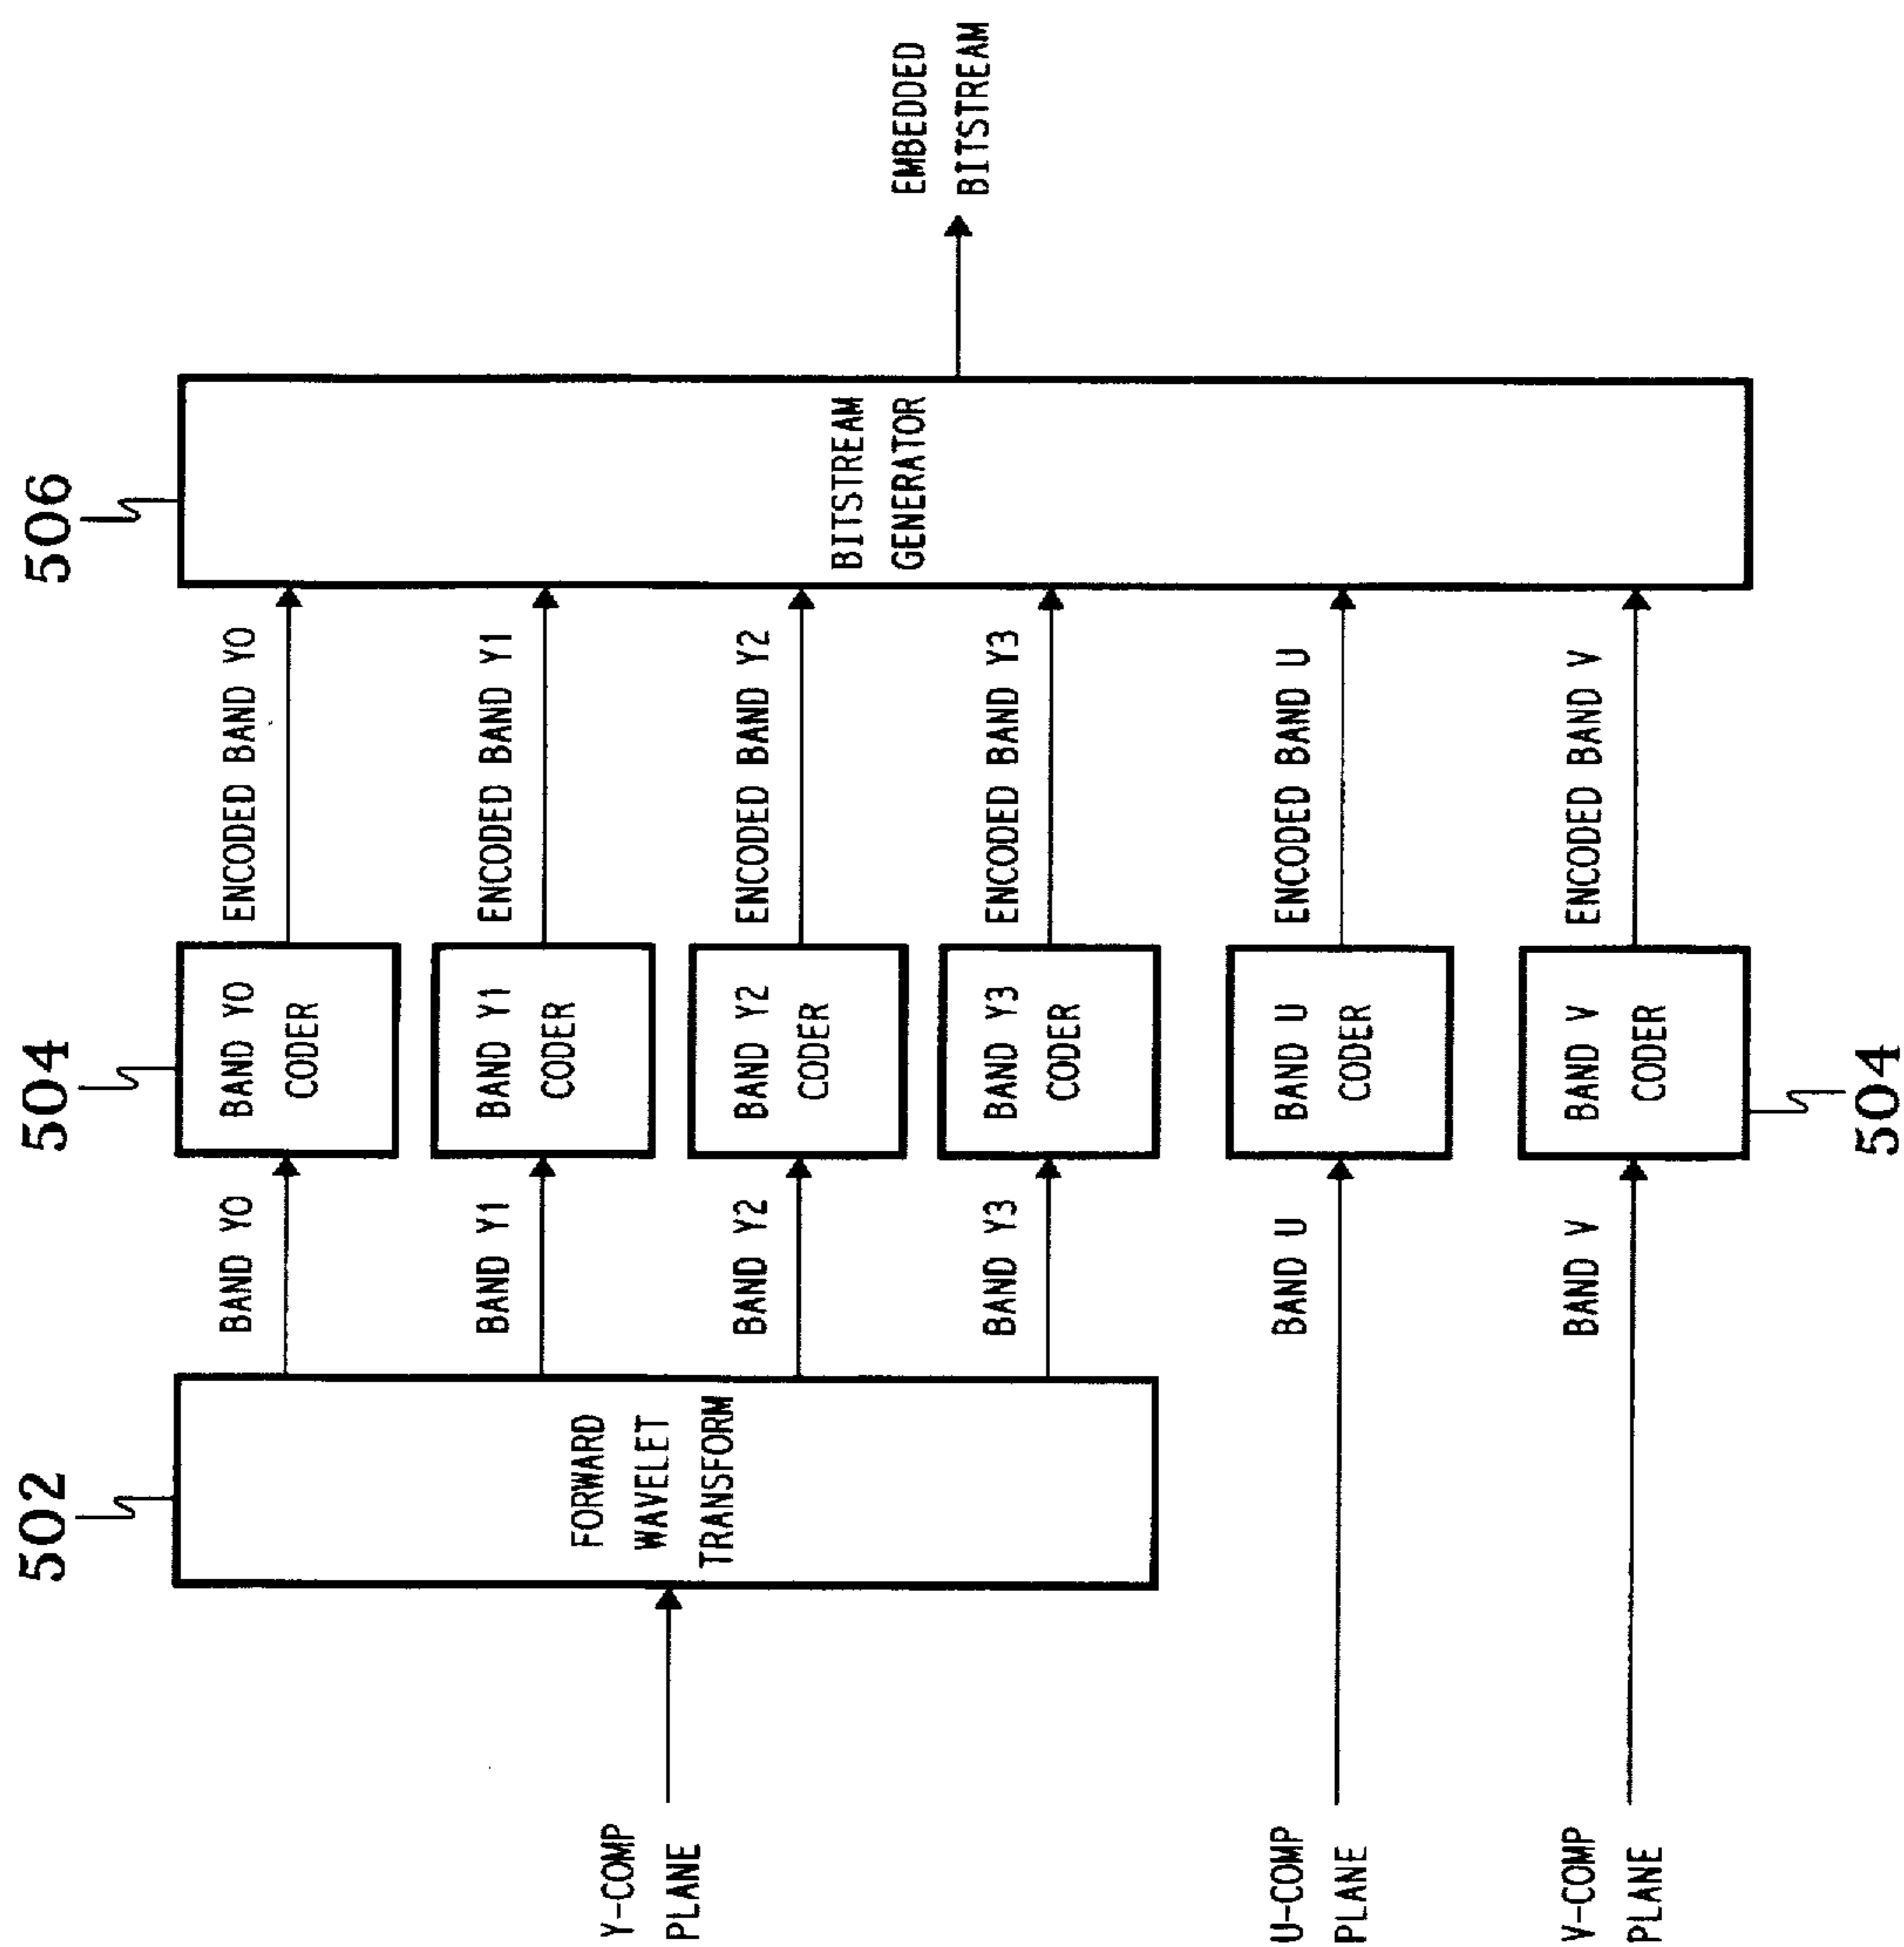 502
504
506
Y-COMP
PLANE
FORWARD
WAVELET
TRANSFORM
BAND Y0
BAND Y0
CODER
ENCODED BAND Y0
BAND Y1
BAND Y1
CODER
ENCODED BAND Y1
BAND Y2
BAND Y2
CODER
ENCODED BAND Y2
BAND Y3
BAND Y3
CODER
ENCODED BAND Y3
U-COMP
PLANE
BAND U
BAND U
CODER
ENCODED BAND U
V-COMP
PLANE
BAND V
BAND V
CODER
ENCODED BAND V
504
BITSTREAM
GENERATOR
EMBEDDED
BITSTREAM